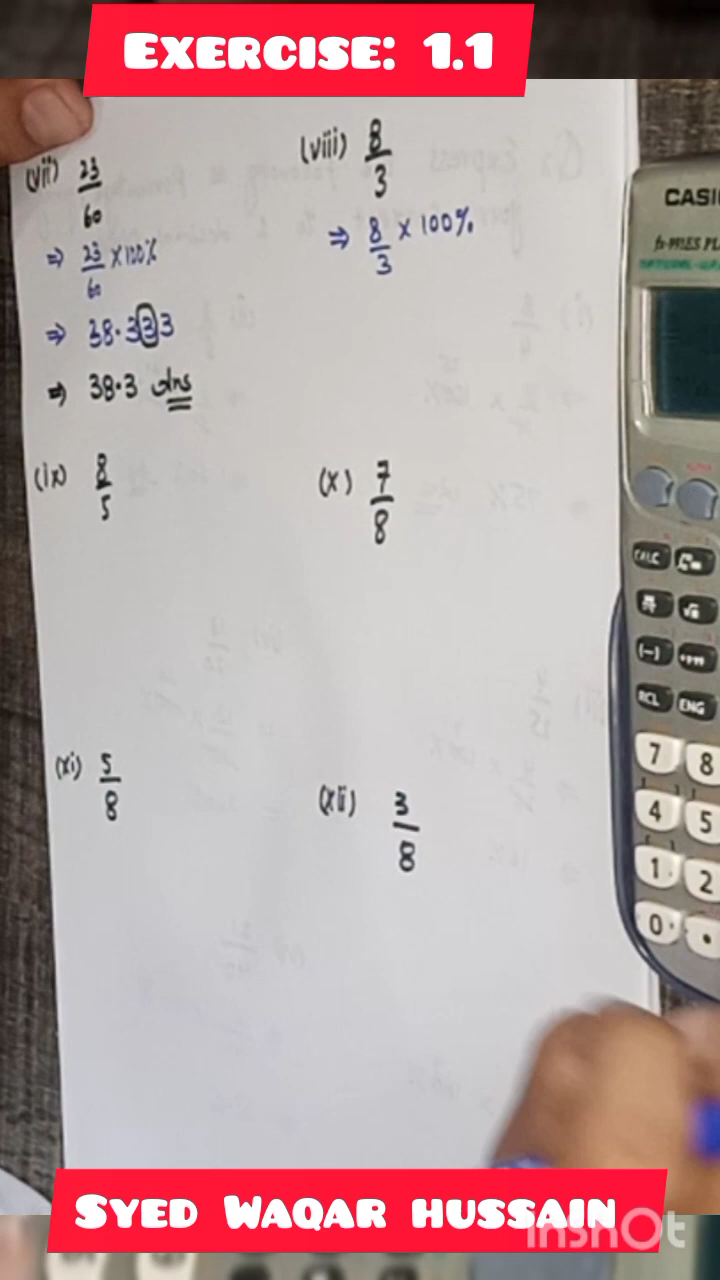 EXERCISE: 1.1
(vii) 23/60
⇒ 23/60 × 100%
⇒ 38.333
⇒ 38.3 Ans
(viii) 8/3
⇒ 8/3 × 100%
(ix) 8/5
(x) 7/8
(xi) 5/8
(xii) 3/8
CASIO
CALC
(−)
RCL ENG
7 8
4 5
1 2
0 .
SYED WAQAR HUSSAIN
inshot